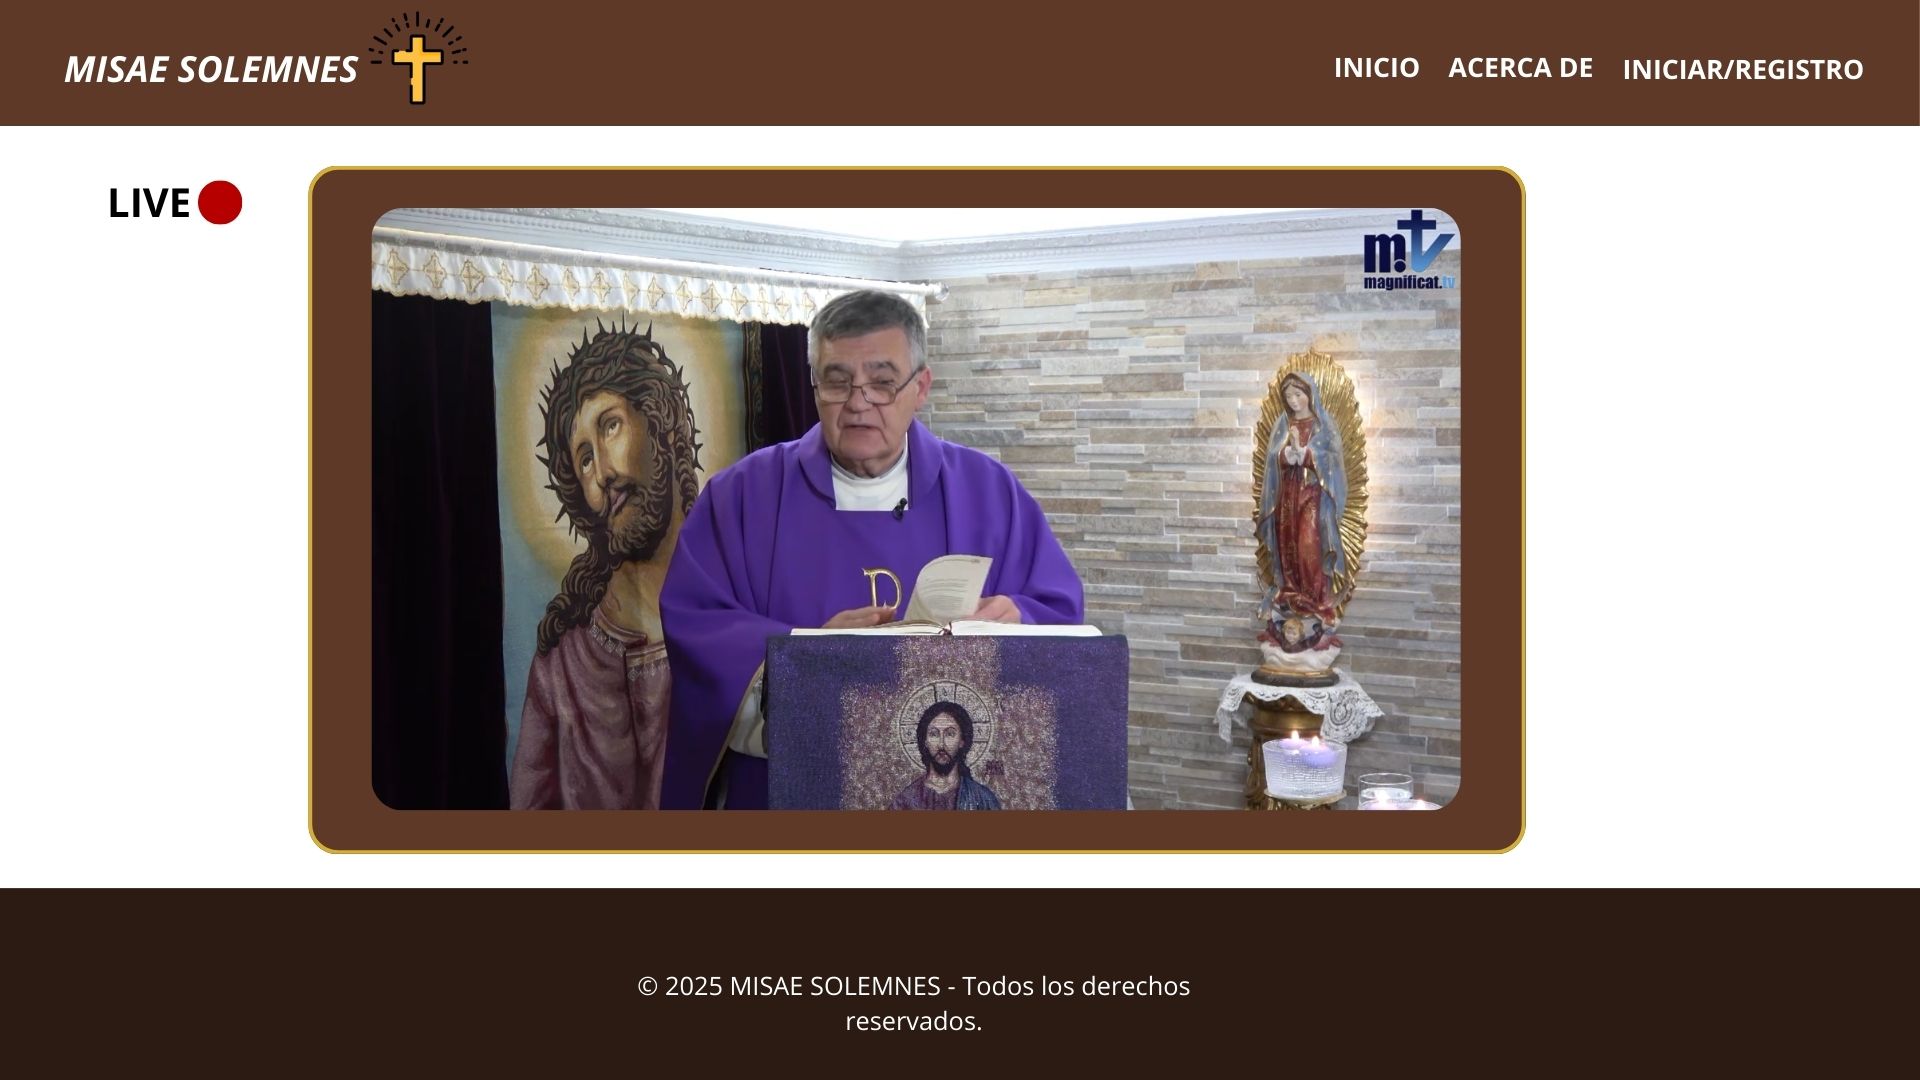 MISAE SOLEMNES
INICIO ACERCA DE INICIAR/REGISTRO
LIVE
mtv
magnificat.tv
D
© 2025 MISAE SOLEMNES - Todos los derechos
reservados.